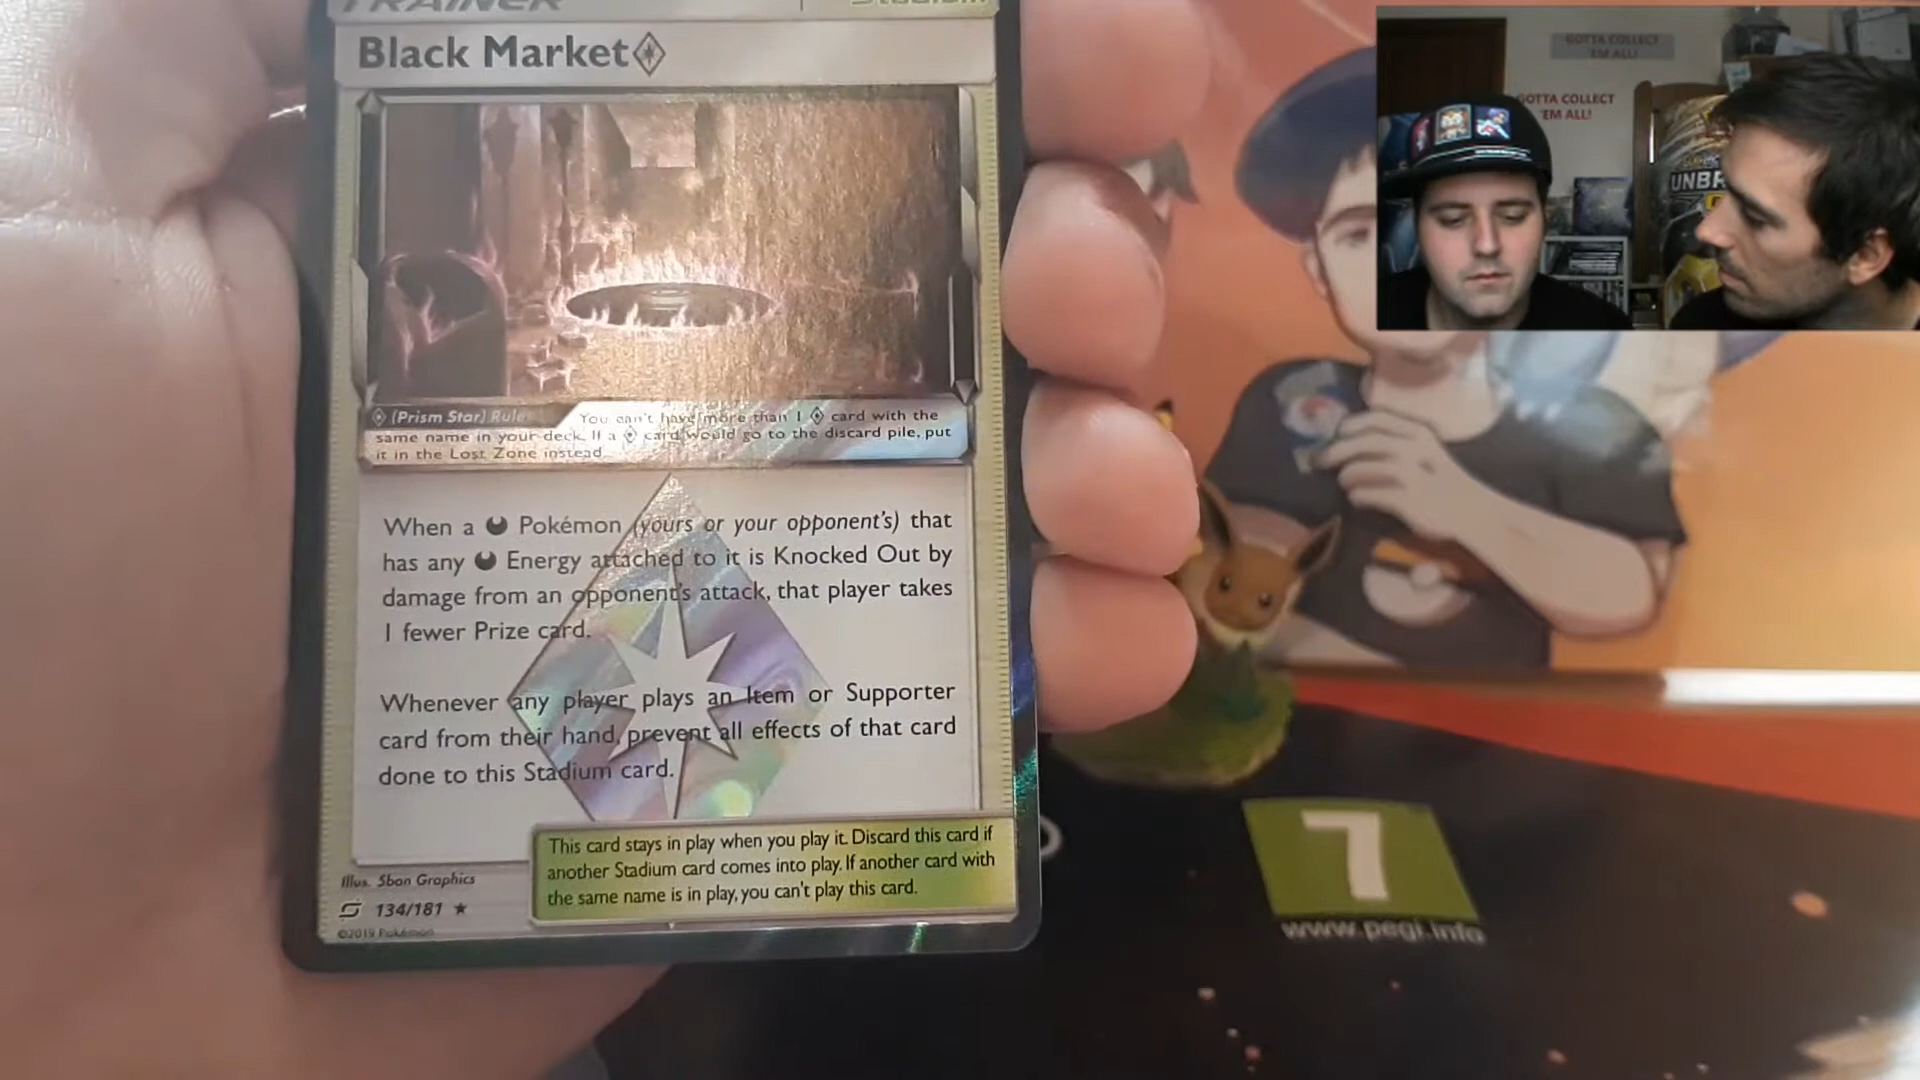 TRAINER
Stadium
Black Market
(Prism Star) Rule
You can't have more than 1 card with the
same name in your deck. If a card would go to the discard pile, put
it in the Lost Zone instead.
When a Pokémon (yours or your opponent's) that
has any Energy attached to it is Knocked Out by
damage from an opponent's attack, that player takes
1 fewer Prize card.
Whenever any player plays an Item or Supporter
card from their hand, prevent all effects of that card
done to this Stadium card.
This card stays in play when you play it. Discard this card if
another Stadium card comes into play. If another card with
the same name is in play, you can't play this card.
Illus. Sban Graphics
134/181
©2019 Pokémon
GOTTA COLLECT
'EM ALL!
GOTTA COLLECT
'EM ALL!
UNBR
7
www.pegi.info